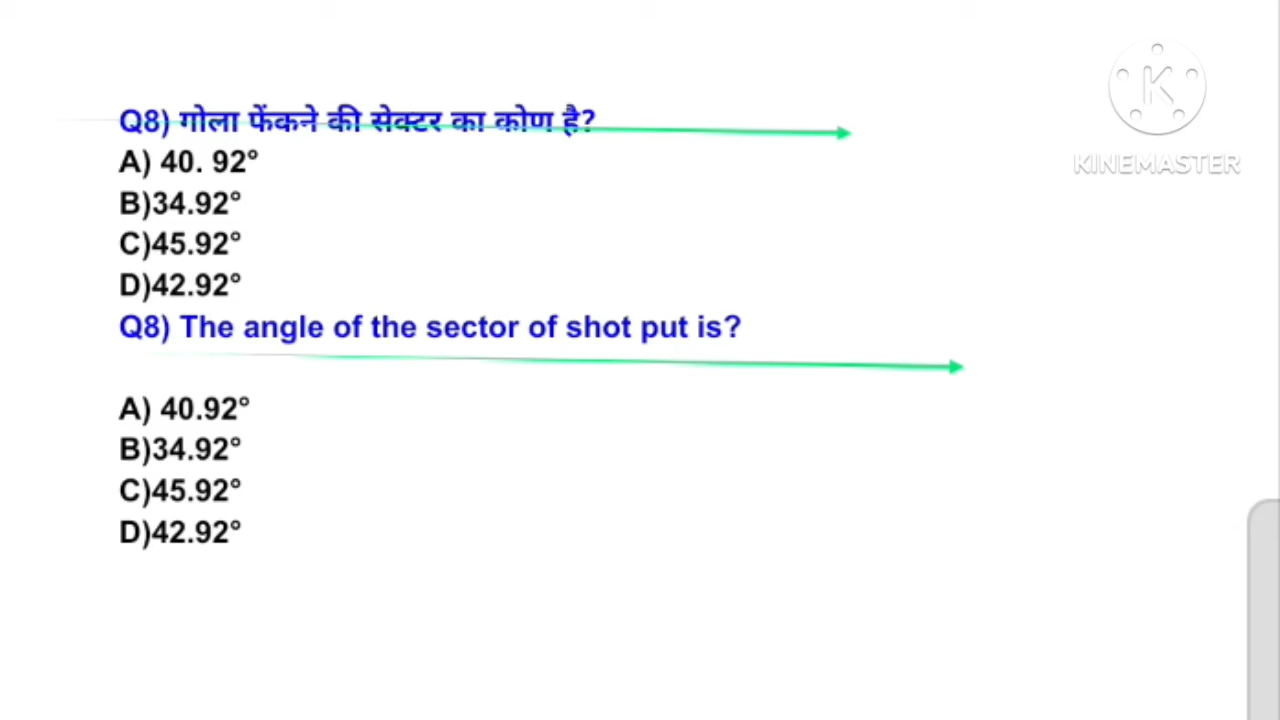 Q8) गोला फेंकने की सेक्टर का कोण है?
A) 40. 92°
B)34.92°
C)45.92°
D)42.92°
Q8) The angle of the sector of shot put is?
A) 40.92°
B)34.92°
C)45.92°
D)42.92°
K
KINEMASTER